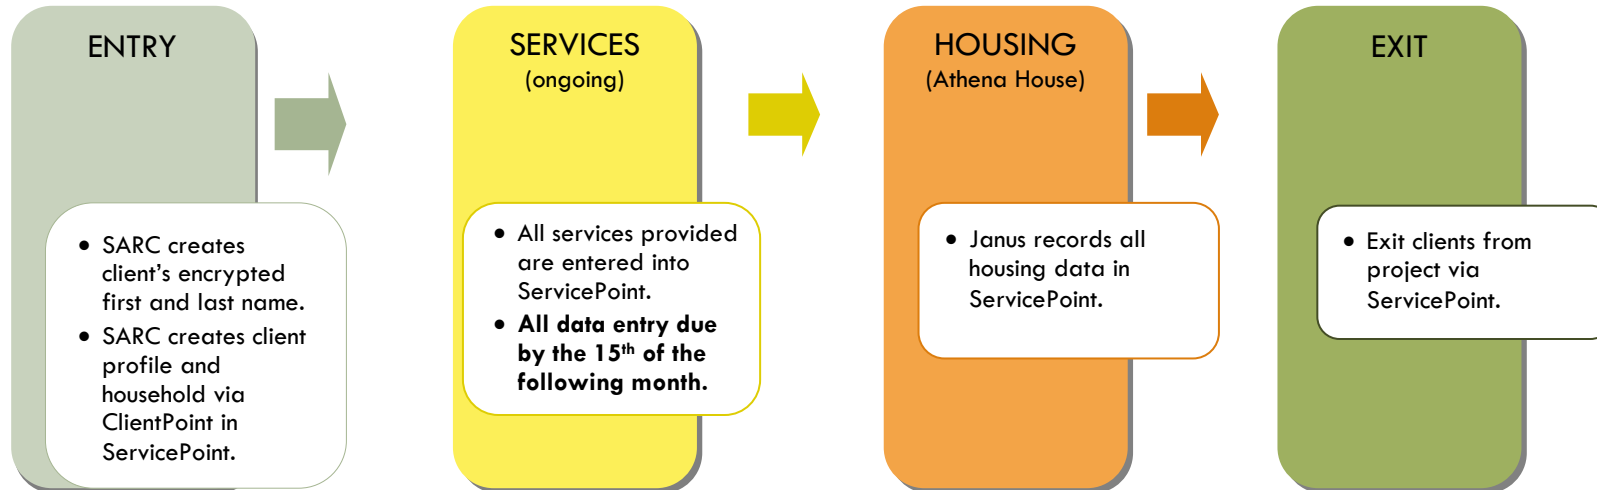 ENTRY
• SARC creates
client’s encrypted
first and last name.
• SARC creates client
profile and
household via
ClientPoint in
ServicePoint.
SERVICES
(ongoing)
• All services provided
are entered into
ServicePoint.
• All data entry due
by the 15th of the
following month.
HOUSING
(Athena House)
• Janus records all
housing data in
ServicePoint.
EXIT
• Exit clients from
project via
ServicePoint.